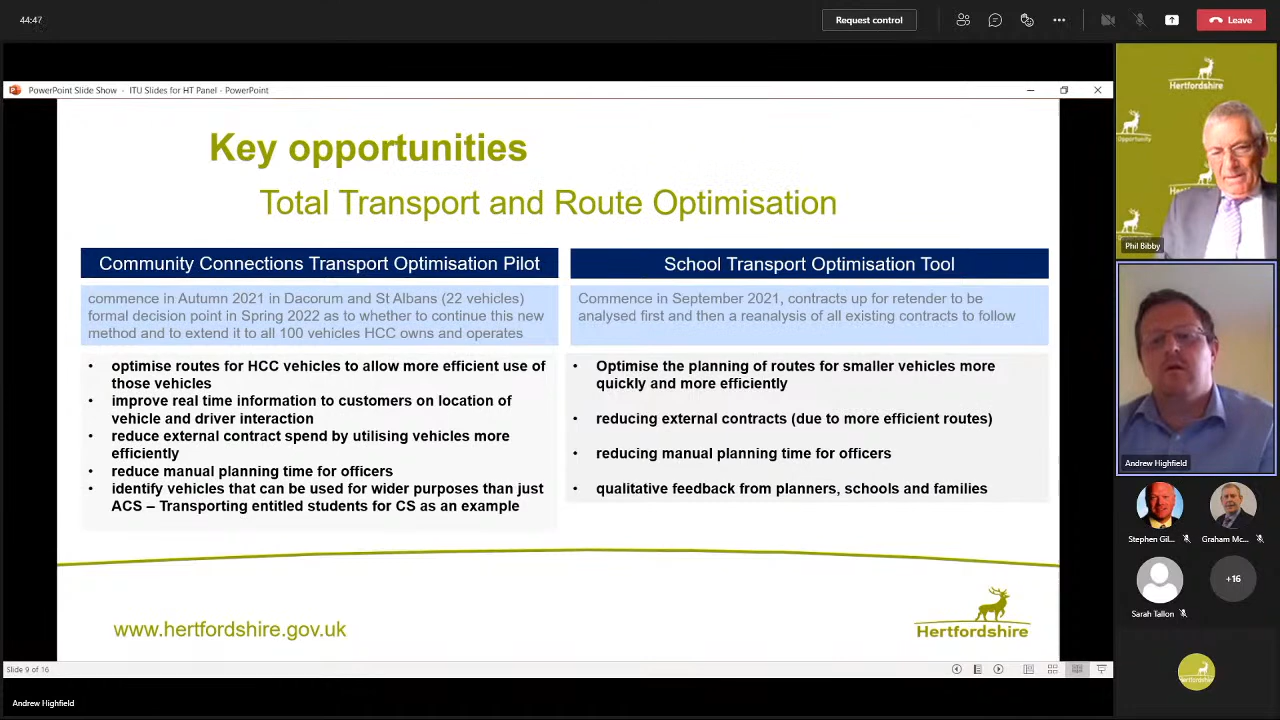 44:47
Request control
Leave
PowerPoint Slide Show - ITU Slides for HT Panel - PowerPoint
Key opportunities
Total Transport and Route Optimisation
Community Connections Transport Optimisation Pilot
commence in Autumn 2021 in Dacorum and St Albans (22 vehicles)
formal decision point in Spring 2022 as to whether to continue this new
method and to extend it to all 100 vehicles HCC owns and operates
• optimise routes for HCC vehicles to allow more efficient use of
those vehicles
• improve real time information to customers on location of
vehicle and driver interaction
• reduce external contract spend by utilising vehicles more
efficiently
• reduce manual planning time for officers
• identify vehicles that can be used for wider purposes than just
ACS – Transporting entitled students for CS as an example
School Transport Optimisation Tool
Commence in September 2021, contracts up for retender to be
analysed first and then a reanalysis of all existing contracts to follow
• Optimise the planning of routes for smaller vehicles more
quickly and more efficiently
• reducing external contracts (due to more efficient routes)
• reducing manual planning time for officers
• qualitative feedback from planners, schools and families
www.hertfordshire.gov.uk
Hertfordshire
Slide 9 of 16
Andrew Highfield
Hertfordshire
Opportunity
Phil Bibby
Andrew Highfield
Stephen Gil...
Graham Mc...
Sarah Tallon
+16
Hertfordshire